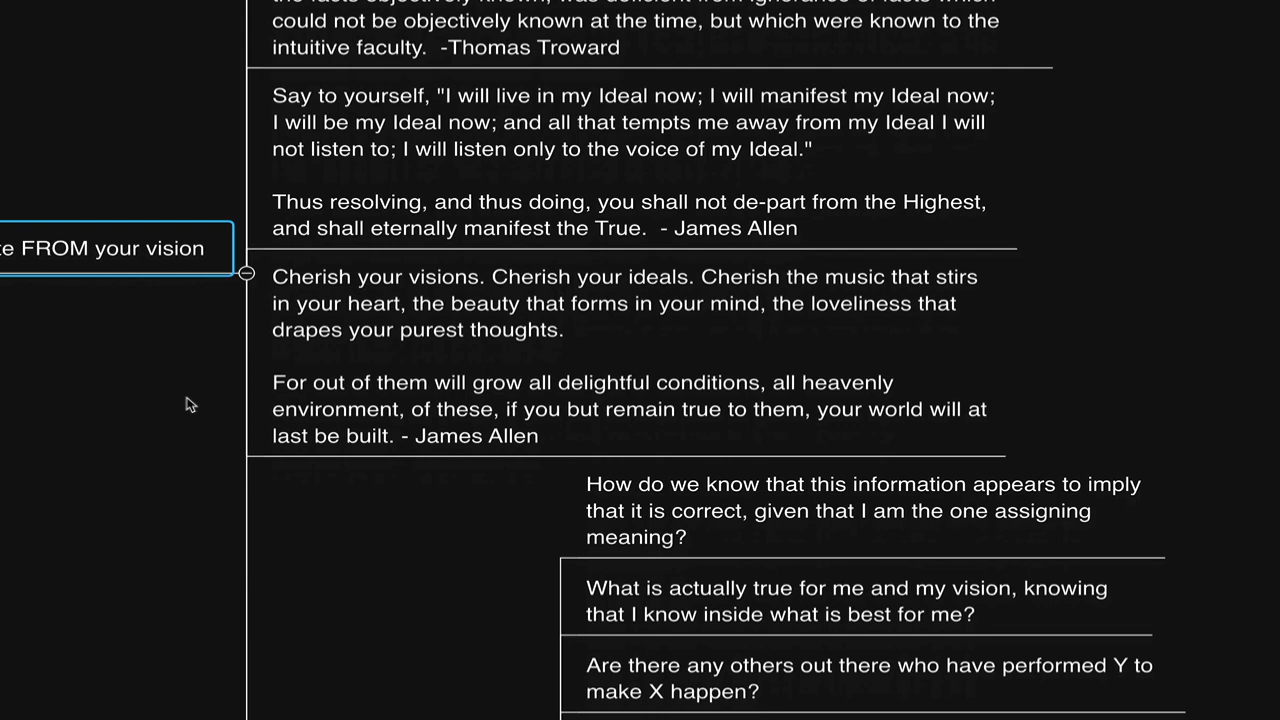 could not be objectively known at the time, but which were known to the
intuitive faculty.  -Thomas Troward
Say to yourself, "I will live in my Ideal now; I will manifest my Ideal now;
I will be my Ideal now; and all that tempts me away from my Ideal I will
not listen to; I will listen only to the voice of my Ideal."
Thus resolving, and thus doing, you shall not de-part from the Highest,
and shall eternally manifest the True.  - James Allen
FROM your vision
Cherish your visions. Cherish your ideals. Cherish the music that stirs
in your heart, the beauty that forms in your mind, the loveliness that
drapes your purest thoughts.
For out of them will grow all delightful conditions, all heavenly
environment, of these, if you but remain true to them, your world will at
last be built. - James Allen
How do we know that this information appears to imply
that it is correct, given that I am the one assigning
meaning?
What is actually true for me and my vision, knowing
that I know inside what is best for me?
Are there any others out there who have performed Y to
make X happen?